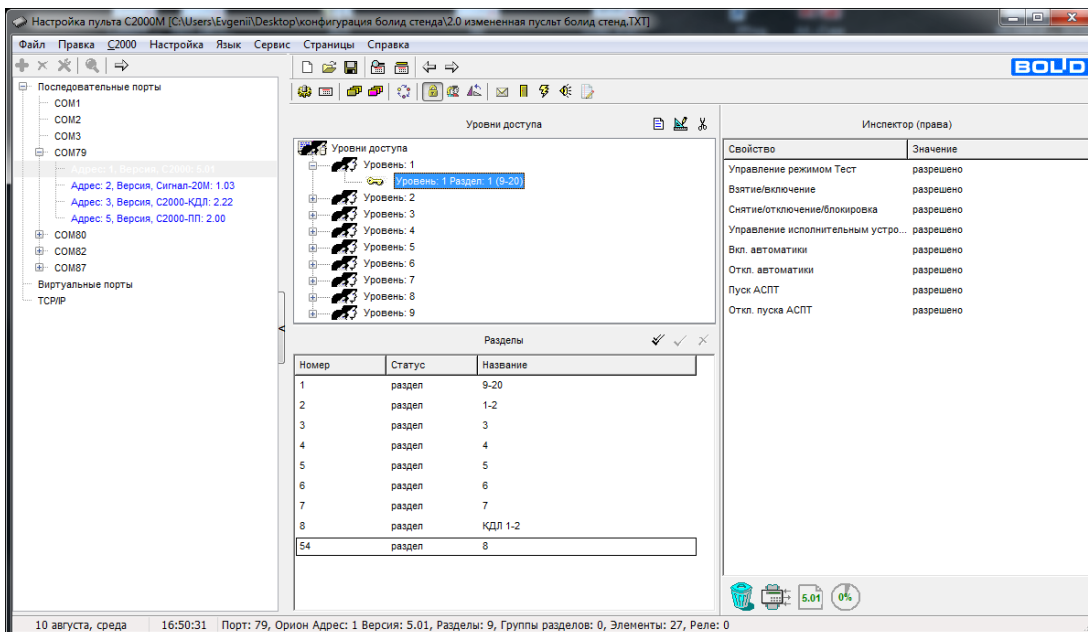 Настройка пульта С2000М [C:\Users\Evgenii\Desktop\конфигурация болид стенда\2.0 измененная пусльт болид стенд.TXT]
Файл Правка С2000 Настройка Язык Сервис Страницы Справка
BOLID
Последовательные порты
COM1
COM2
COM3
COM79
Адрес: 1, Версия, С2000: 5.01
Адрес: 2, Версия, Сигнал-20М: 1.03
Адрес: 3, Версия, С2000-КДЛ: 2.22
Адрес: 5, Версия, С2000-ПП: 2.00
COM80
COM82
COM87
Виртуальные порты
TCP/IP
<
Уровни доступа
Уровни доступа
Уровень: 1
Уровень: 1 Раздел: 1 (9-20)
Уровень: 2
Уровень: 3
Уровень: 4
Уровень: 5
Уровень: 6
Уровень: 7
Уровень: 8
Уровень: 9
Разделы
Номер Статус Название
1 раздел 9-20
2 раздел 1-2
3 раздел 3
4 раздел 4
5 раздел 5
6 раздел 6
7 раздел 7
8 раздел КДЛ 1-2
54 раздел 8
Инспектор (права)
Свойство Значение
Управление режимом Тест разрешено
Взятие/включение разрешено
Снятие/отключение/блокировка разрешено
Управление исполнительным устро... разрешено
Вкл. автоматики разрешено
Откл. автоматики разрешено
Пуск АСПТ разрешено
Откл. пуска АСПТ разрешено
5.01 0%
10 августа, среда 16:50:31 Порт: 79, Орион Адрес: 1 Версия: 5.01, Разделы: 9, Группы разделов: 0, Элементы: 27, Реле: 0